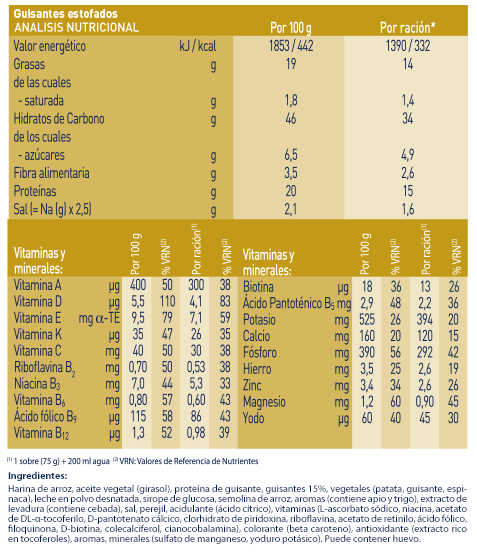 Guisantes estofados
ANALISIS NUTRICIONAL Por 100 g Por ración*
Valor energético kJ / kcal 1853 / 442 1390 / 332
Grasas g 19 14
de las cuales
- saturada g 1,8 1,4
Hidratos de Carbono g 46 34
de los cuales
- azúcares g 6,5 4,9
Fibra alimentaria g 3,5 2,6
Proteínas g 20 15
Sal (= Na (g) x 2,5) g 2,1 1,6
Vitaminas y minerales: Por 100 g % VRN(2) Por ración(1) % VRN(2)
Vitamina A µg 400 50 300 38
Vitamina D µg 5,5 110 4,1 83
Vitamina E mg α-TE 9,5 79 7,1 59
Vitamina K µg 35 47 26 35
Vitamina C mg 40 50 30 38
Riboflavina B2 mg 0,70 50 0,53 38
Niacina B3 mg 7,0 44 5,3 33
Vitamina B6 mg 0,80 57 0,60 43
Ácido fólico B9 µg 115 58 86 43
Vitamina B12 µg 1,3 52 0,98 39
Vitaminas y minerales: Por 100 g % VRN(2) Por ración(1) % VRN(2)
Biotina µg 18 36 13 26
Ácido Pantoténico B5 mg 2,9 48 2,2 36
Potasio mg 525 26 394 20
Calcio mg 160 20 120 15
Fósforo mg 390 56 292 42
Hierro mg 3,5 25 2,6 19
Zinc mg 3,4 34 2,6 26
Magnesio mg 1,2 60 0,90 45
Yodo µg 60 40 45 30
(1) 1 sobre (75 g) + 200 ml agua (2) VRN: Valores de Referencia de Nutrientes
Ingredientes:
Harina de arroz, aceite vegetal (girasol), proteína de guisante, guisantes 15%, vegetales (patata, guisante, espi-
naca), leche en polvo desnatada, sirope de glucosa, semolina de arroz, aromas (contiene apio y trigo), extracto de
levadura (contiene cebada), sal, perejil, acidulante (ácido cítrico), vitaminas (L-ascorbato sódico, niacina, acetato
de DL-α-tocoferilo, D-pantotenato cálcico, clorhidrato de piridoxina, riboflavina, acetato de retinilo, ácido fólico,
filoquinona, D-biotina, colecalciferol, cianocobalamina), colorante (beta caroteno), antioxidante (extracto rico
en tocoferoles), aromas, minerales (sulfato de manganeso, yoduro potásico). Puede contener huevo.